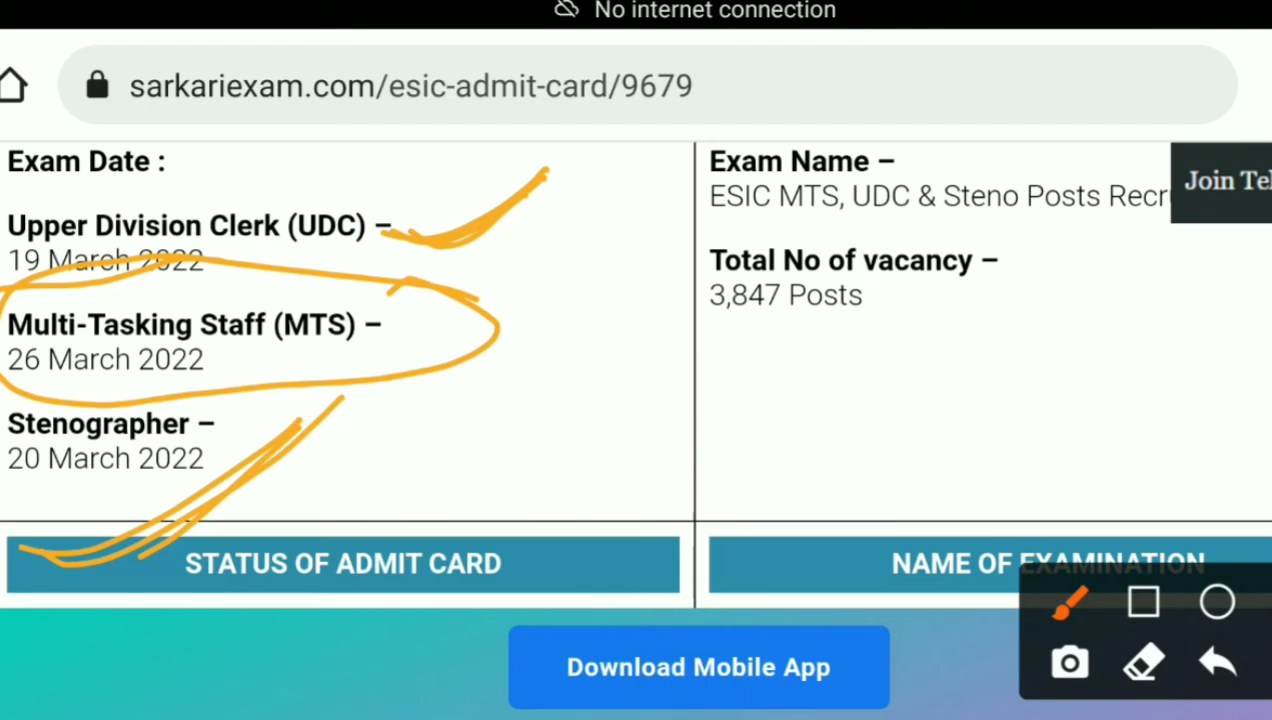 No internet connection
sarkariexam.com/esic-admit-card/9679
Exam Date :
Upper Division Clerk (UDC) –
19 March 2022
Multi-Tasking Staff (MTS) –
26 March 2022
Stenographer –
20 March 2022
Exam Name –
ESIC MTS, UDC & Steno Posts Recr
Join Tel
Total No of vacancy –
3,847 Posts
STATUS OF ADMIT CARD
NAME OF EXAMINATION
Download Mobile App